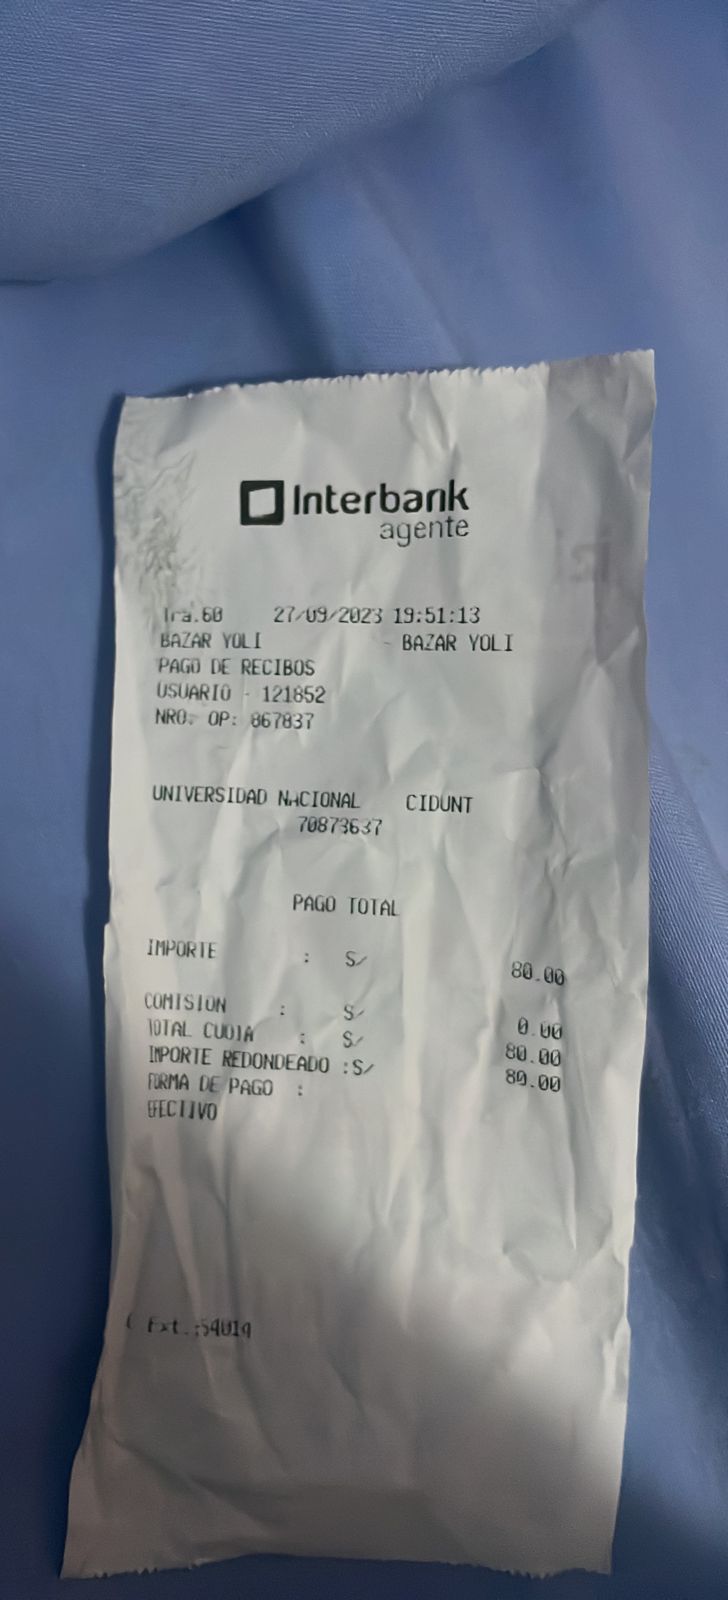 Interbank
agente
Tra.60 27/09/2023 19:51:13
BAZAR YOLI - BAZAR YOLI
PAGO DE RECIBOS
USUARIO - 121852
NRO. OP: 867837
UNIVERSIDAD NACIONAL CIDUNT
70873637
PAGO TOTAL
IMPORTE : S/ 80.00
COMISION : S/ 0.00
TOTAL CUOTA : S/ 80.00
IMPORTE REDONDEADO :S/ 80.00
FORMA DE PAGO :
EFECTIVO
Ext.:54019